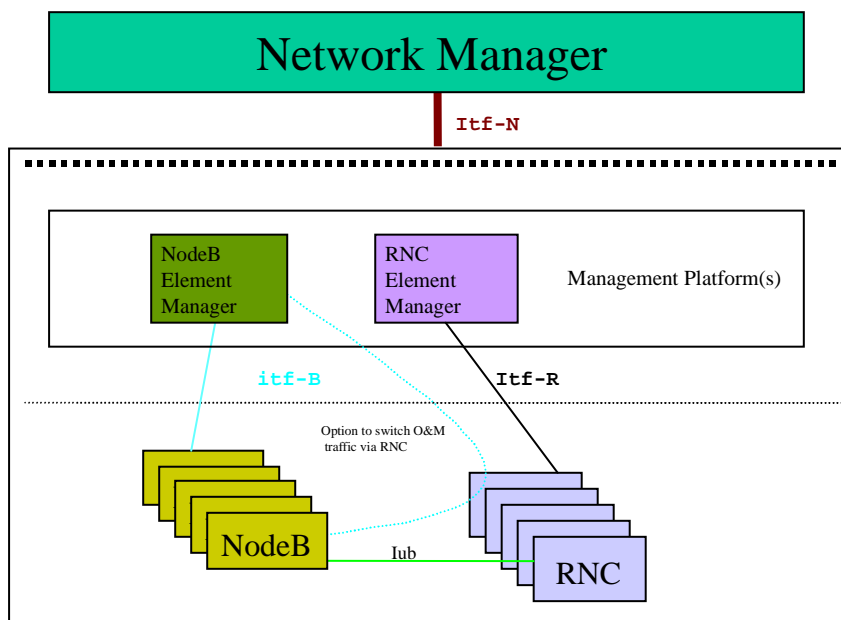 Network Manager
Itf-N
NodeB
Element
Manager
RNC
Element
Manager
Management Platform(s)
itf-B
Itf-R
Option to switch O&M
traffic via RNC
NodeB
Iub
RNC